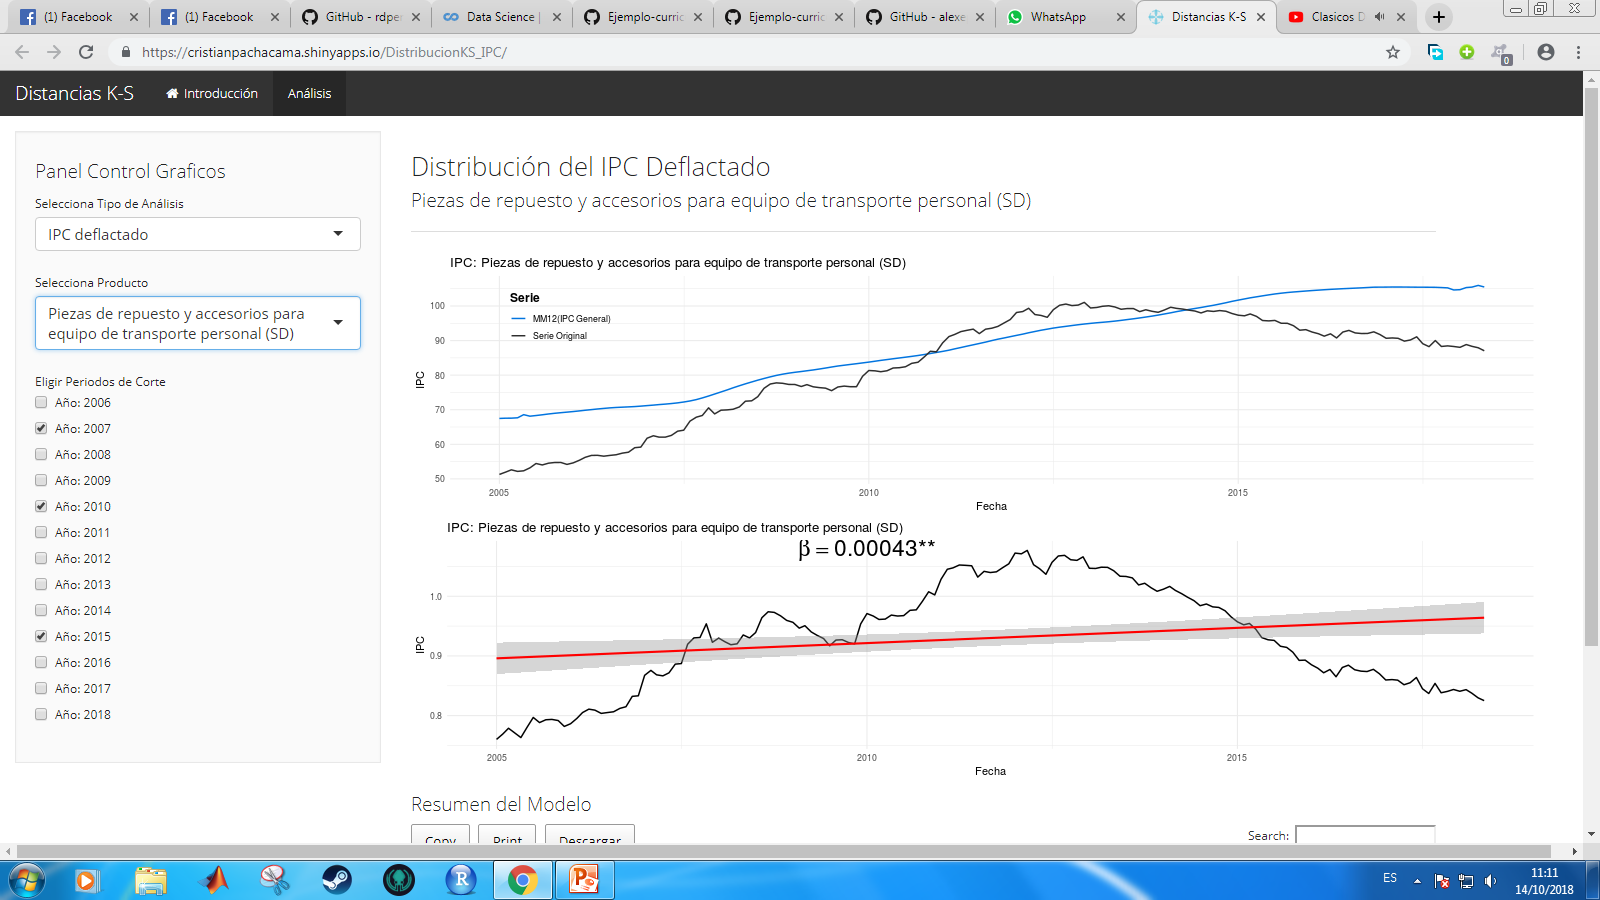 (1) Facebook
(1) Facebook
GitHub - rdpe
Data Science |
Ejemplo-curric
Ejemplo-curric
GitHub - alexe
WhatsApp
Distancias K-S
Clasicos D
https://cristianpachacama.shinyapps.io/DistribucionKS_IPC/
0
Distancias K-S
Introducción
Análisis
Panel Control Graficos
Selecciona Tipo de Análisis
IPC deflactado
Selecciona Producto
Piezas de repuesto y accesorios para
equipo de transporte personal (SD)
Eligir Periodos de Corte
Año: 2006
Año: 2007
Año: 2008
Año: 2009
Año: 2010
Año: 2011
Año: 2012
Año: 2013
Año: 2014
Año: 2015
Año: 2016
Año: 2017
Año: 2018
Distribución del IPC Deflactado
Piezas de repuesto y accesorios para equipo de transporte personal (SD)
IPC: Piezas de repuesto y accesorios para equipo de transporte personal (SD)
Serie
MM12(IPC General)
Serie Original
IPC
100
90
80
70
60
50
2005
2010
2015
Fecha
IPC: Piezas de repuesto y accesorios para equipo de transporte personal (SD)
β = 0.00043**
IPC
1.0
0.9
0.8
2005
2010
2015
Fecha
Resumen del Modelo
Copy
Print
Descargar
Search:
R
ES
11:11
14/10/2018